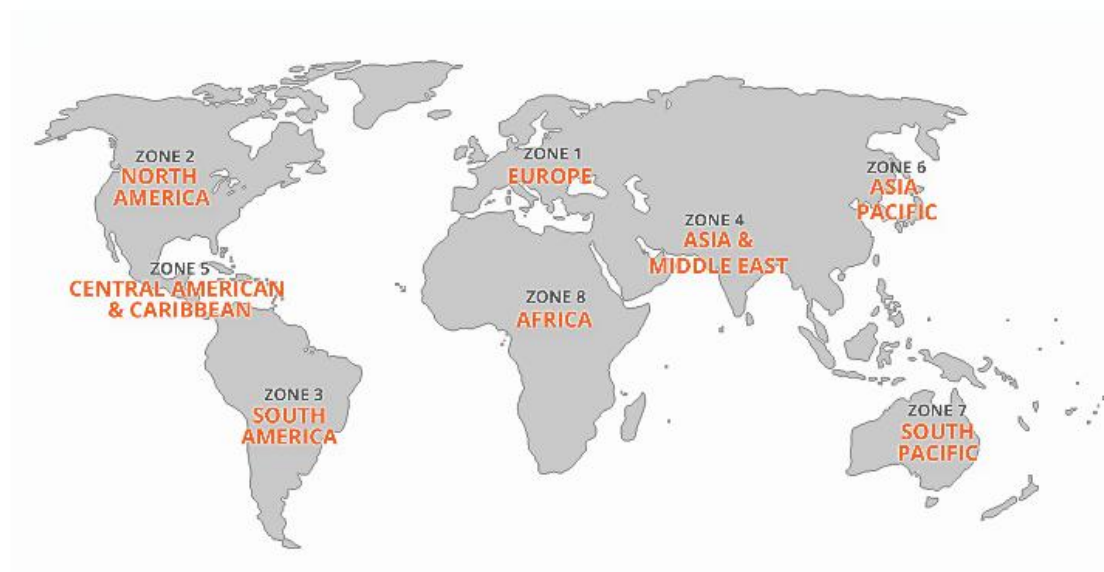 ZONE 2
NORTH
AMERICA
ZONE 1
EUROPE
ZONE 6
ASIA
PACIFIC
ZONE 4
ASIA &
MIDDLE EAST
ZONE 5
CENTRAL AMERICAN
& CARIBBEAN
ZONE 8
AFRICA
ZONE 3
SOUTH
AMERICA
ZONE 7
SOUTH
PACIFIC